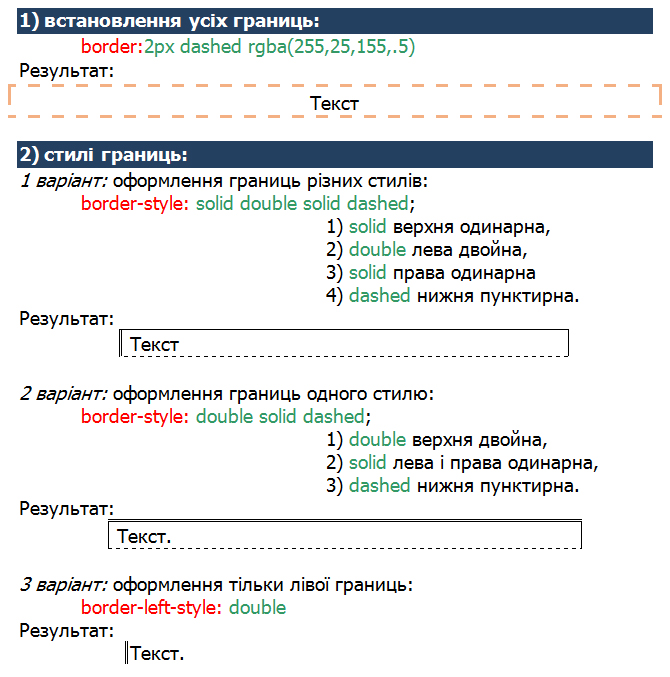 1) встановлення усіх границь:
border:2px dashed rgba(255,25,155,.5)
Результат:
Текст
2) стилі границь:
1 варіант: оформлення границь різних стилів:
border-style: solid double solid dashed;
1) solid верхня одинарна,
2) double лева двойна,
3) solid права одинарна
4) dashed нижня пунктирна.
Результат:
Текст
2 варіант: оформлення границь одного стилю:
border-style: double solid dashed;
1) double верхня двойна,
2) solid лева і права одинарна,
3) dashed нижня пунктирна.
Результат:
Текст.
3 варіант: оформлення тільки лівої границь:
border-left-style: double
Результат:
Текст.